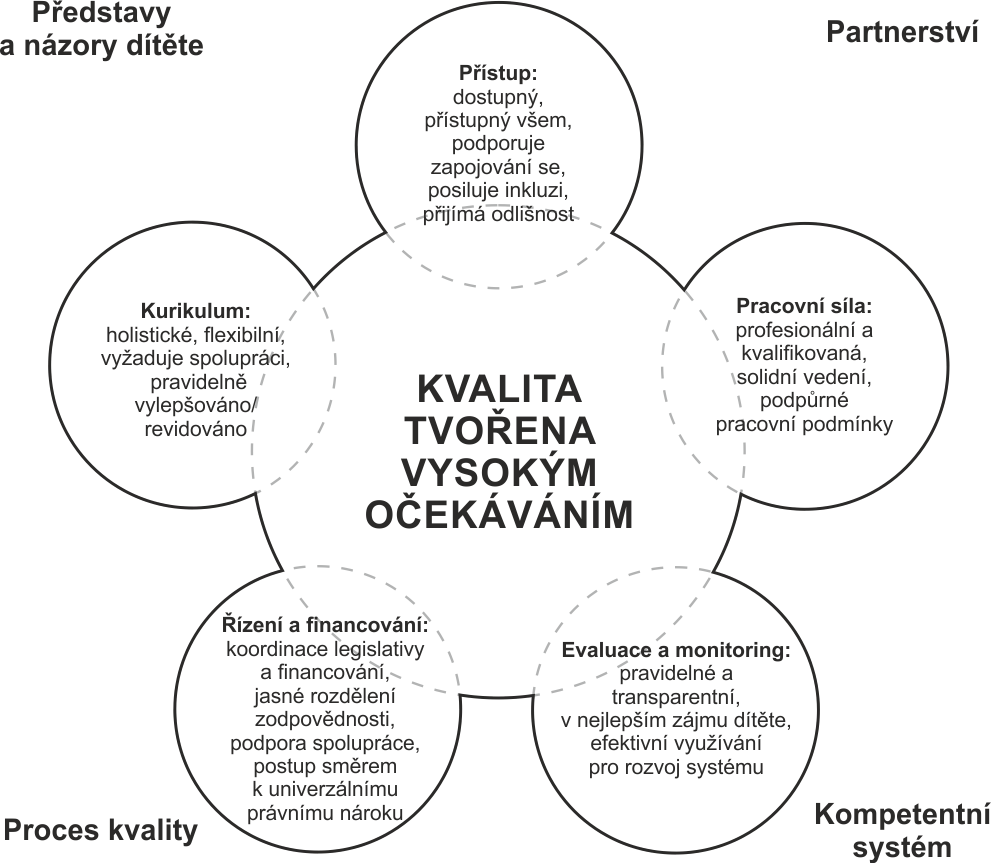 Představy
a názory dítěte
Partnerství
Přístup:
dostupný,
přístupný všem,
podporuje
zapojování se,
posiluje inkluzi,
přijímá odlišnost
Kurikulum:
holistické, flexibilní,
vyžaduje spolupráci,
pravidelně
vylepšováno/
revidováno
Pracovní síla:
profesionální a
kvalifikovaná,
solidní vedení,
podpůrné
pracovní podmínky
KVALITA
TVOŘENA
VYSOKÝM
OČEKÁVÁNÍM
Řízení a financování:
koordinace legislativy
a financování,
jasné rozdělení
zodpovědnosti,
podpora spolupráce,
postup směrem
k univerzálnímu
právnímu nároku
Evaluace a monitoring:
pravidelné a
transparentní,
v nejlepším zájmu dítěte,
efektivní využívání
pro rozvoj systému
Proces kvality
Kompetentní
systém